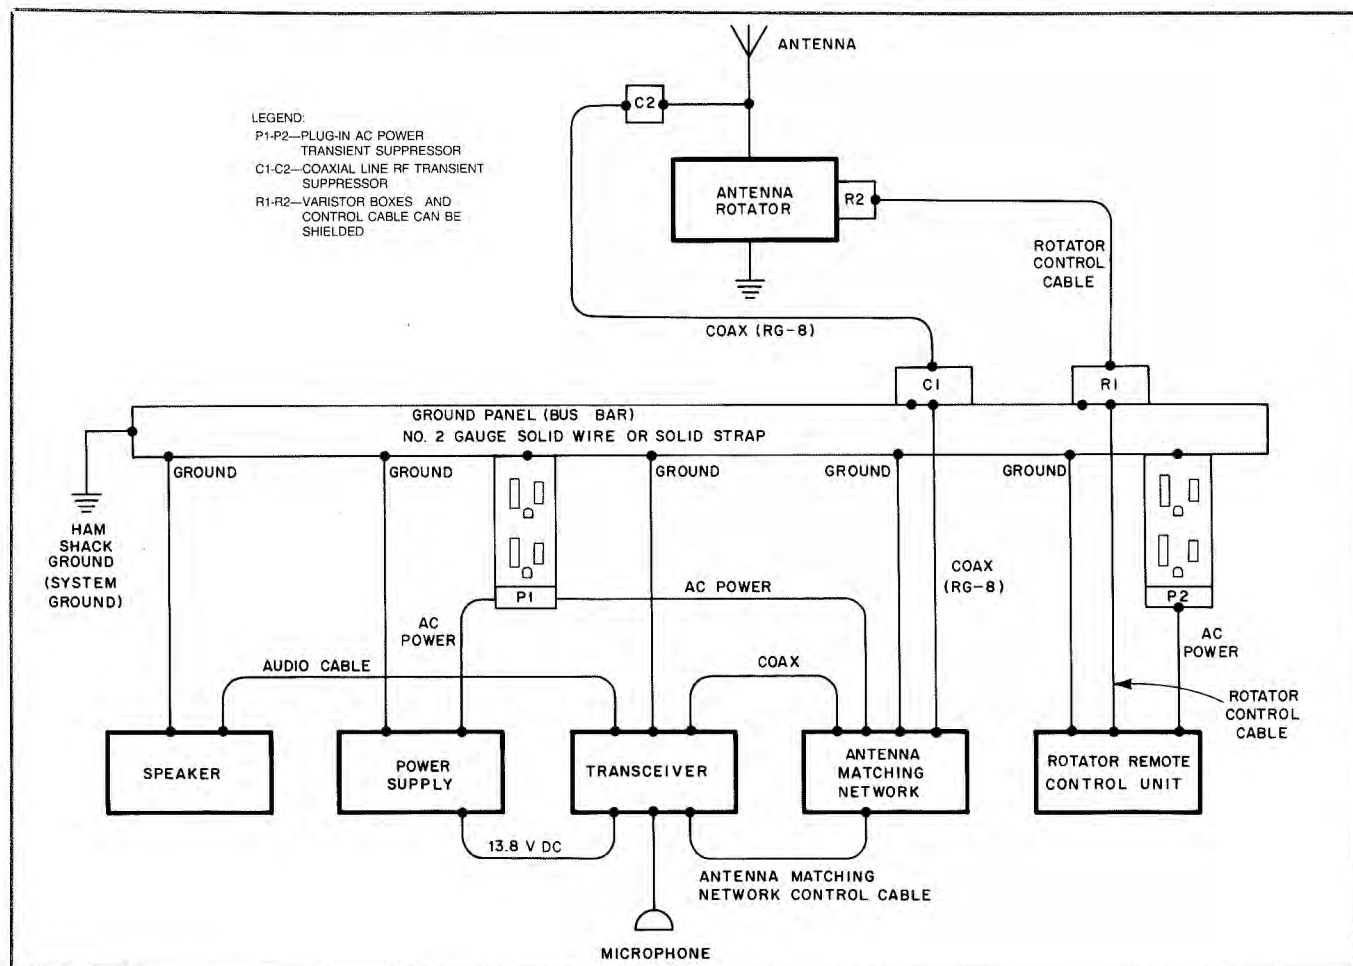 ANTENNA
C2
LEGEND:
P1-P2—PLUG-IN AC POWER
TRANSIENT SUPPRESSOR
C1-C2—COAXIAL LINE RF TRANSIENT
SUPPRESSOR
R1-R2—VARISTOR BOXES AND
CONTROL CABLE CAN BE
SHIELDED
ANTENNA
ROTATOR
R2
ROTATOR
CONTROL
CABLE
COAX (RG-8)
C1
R1
GROUND PANEL (BUS BAR)
NO. 2 GAUGE SOLID WIRE OR SOLID STRAP
GROUND
GROUND
GROUND
GROUND
GROUND
HAM
SHACK
GROUND
(SYSTEM
GROUND)
P1
AC POWER
COAX
(RG-8)
P2
AC
POWER
AC
POWER
AUDIO CABLE
COAX
ROTATOR
CONTROL
CABLE
SPEAKER
POWER
SUPPLY
TRANSCEIVER
ANTENNA
MATCHING
NETWORK
ROTATOR REMOTE
CONTROL UNIT
13.8 V DC
ANTENNA MATCHING
NETWORK CONTROL CABLE
MICROPHONE